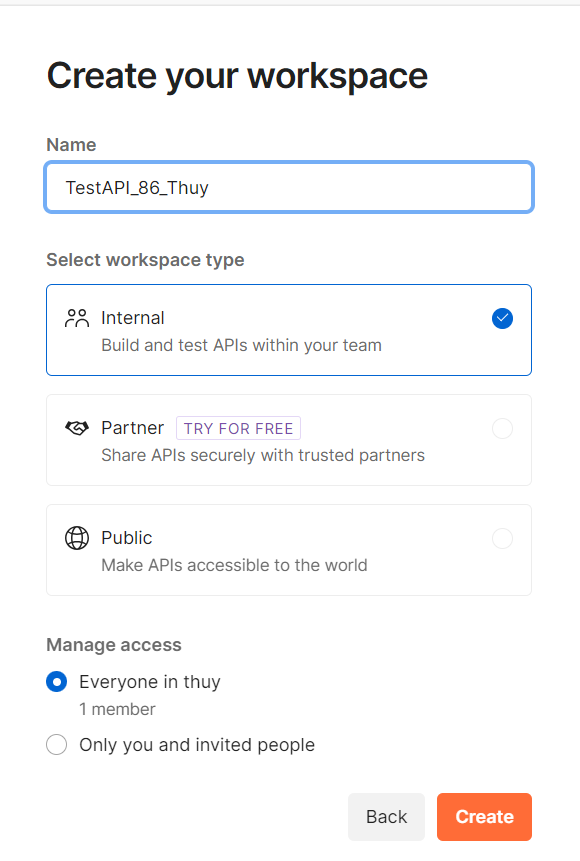 Create your workspace
Name
TestAPI_86_Thuy
Select workspace type
Internal
Build and test APIs within your team
Partner TRY FOR FREE
Share APIs securely with trusted partners
Public
Make APIs accessible to the world
Manage access
Everyone in thuy
1 member
Only you and invited people
Back Create